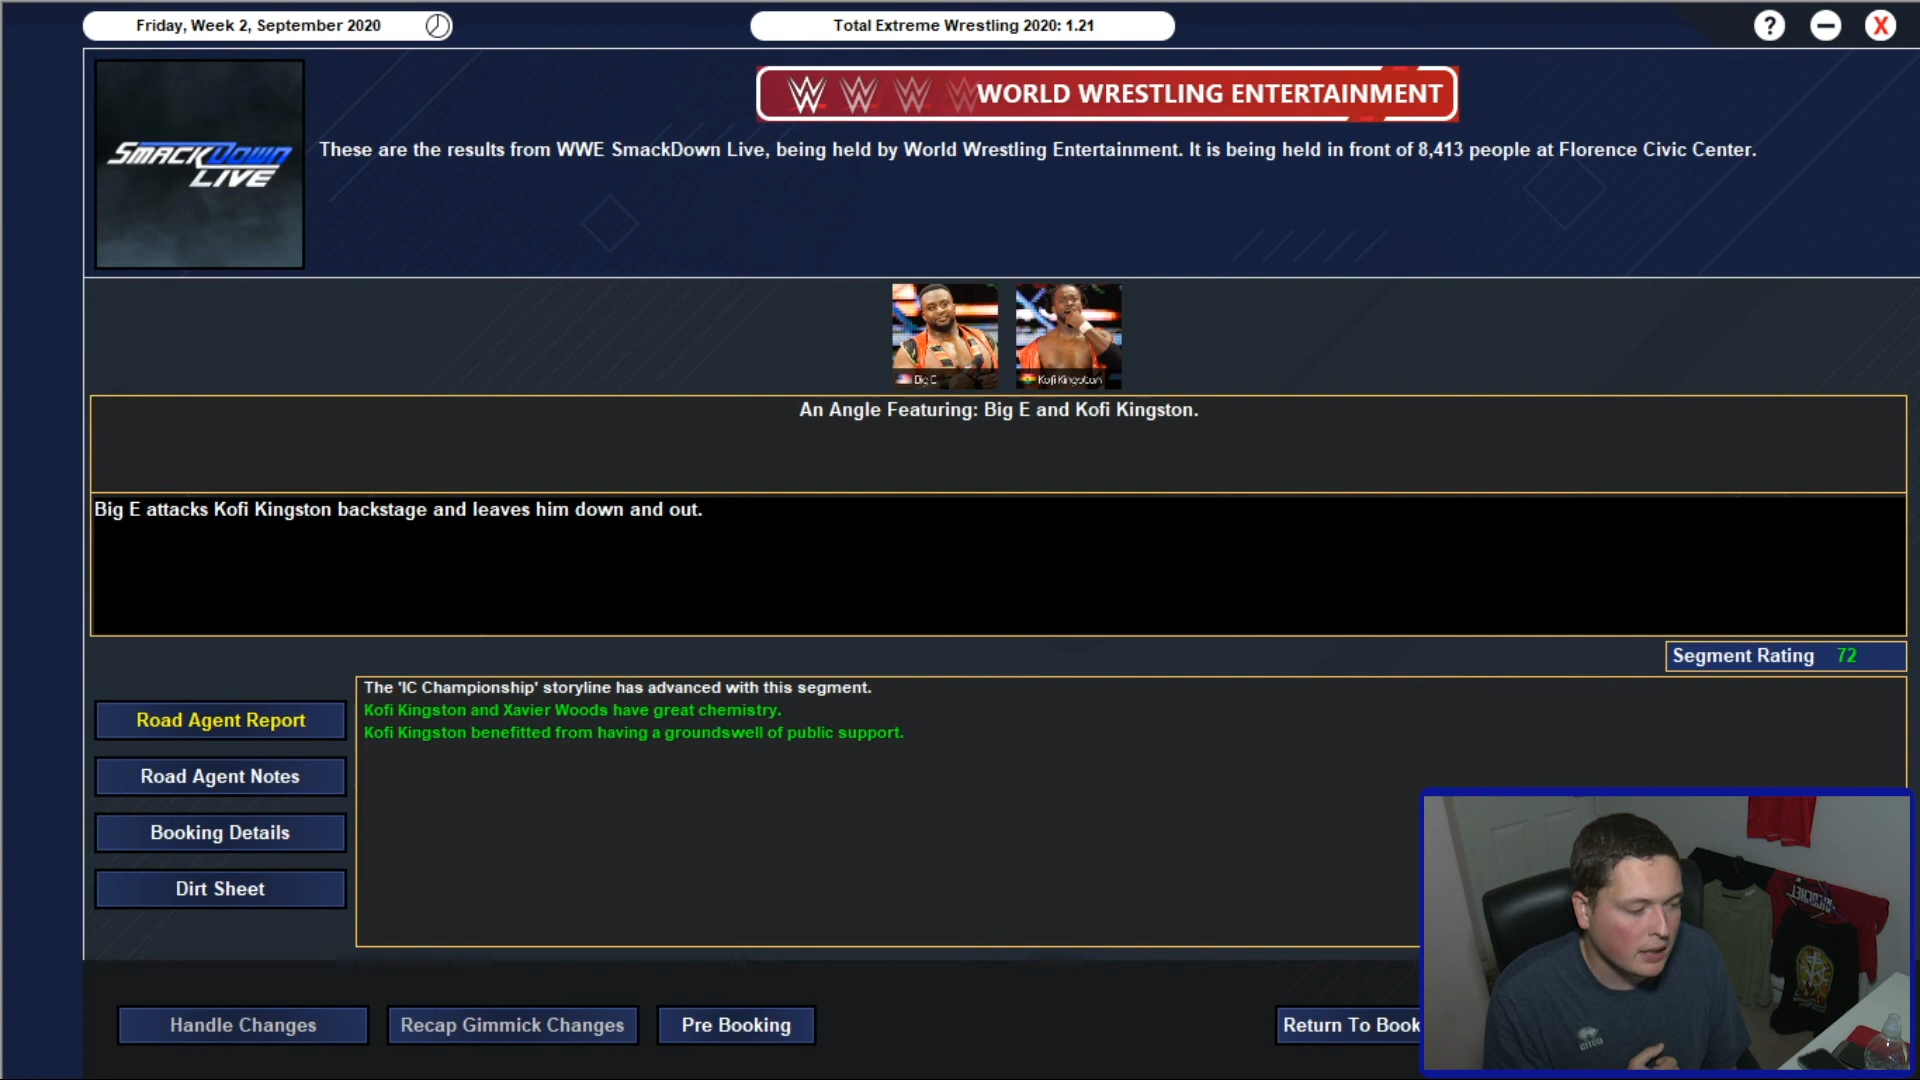 Friday, Week 2, September 2020
Total Extreme Wrestling 2020: 1.21
?
X
WORLD WRESTLING ENTERTAINMENT
SMACKDOWN
LIVE
These are the results from WWE SmackDown Live, being held by World Wrestling Entertainment. It is being held in front of 8,413 people at Florence Civic Center.
Big E
Kofi Kingston
An Angle Featuring: Big E and Kofi Kingston.
Big E attacks Kofi Kingston backstage and leaves him down and out.
Segment Rating 72
The 'IC Championship' storyline has advanced with this segment.
Kofi Kingston and Xavier Woods have great chemistry.
Kofi Kingston benefitted from having a groundswell of public support.
Road Agent Report
Road Agent Notes
Booking Details
Dirt Sheet
Handle Changes
Recap Gimmick Changes
Pre Booking
Return To Book